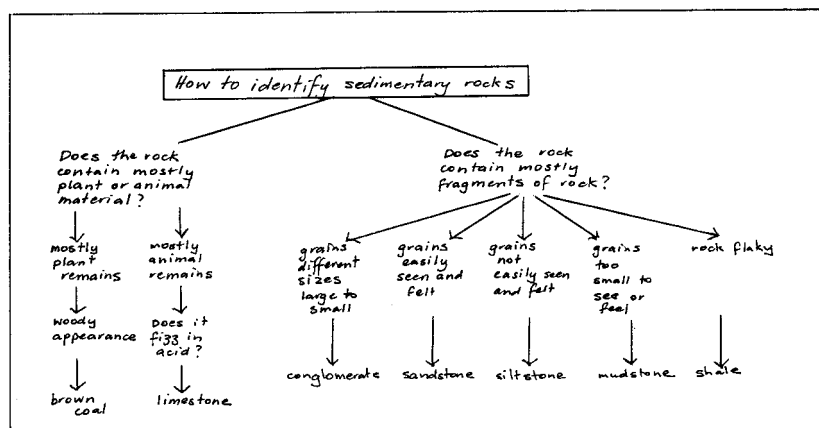 How to identify sedimentary rocks
Does the rock
contain mostly
plant or animal
material?
Does the rock
contain mostly
fragments of rock?
mostly
plant
remains
mostly
animal
remains
grains
different
sizes
large to
small
grains
easily
seen and
felt
grains
not
easily seen
and felt
grains
too
small to
see or
feel
rock flaky
woody
appearance
Does it
fizz in
acid?
conglomerate
sandstone
siltstone
mudstone
shale
brown
coal
limestone